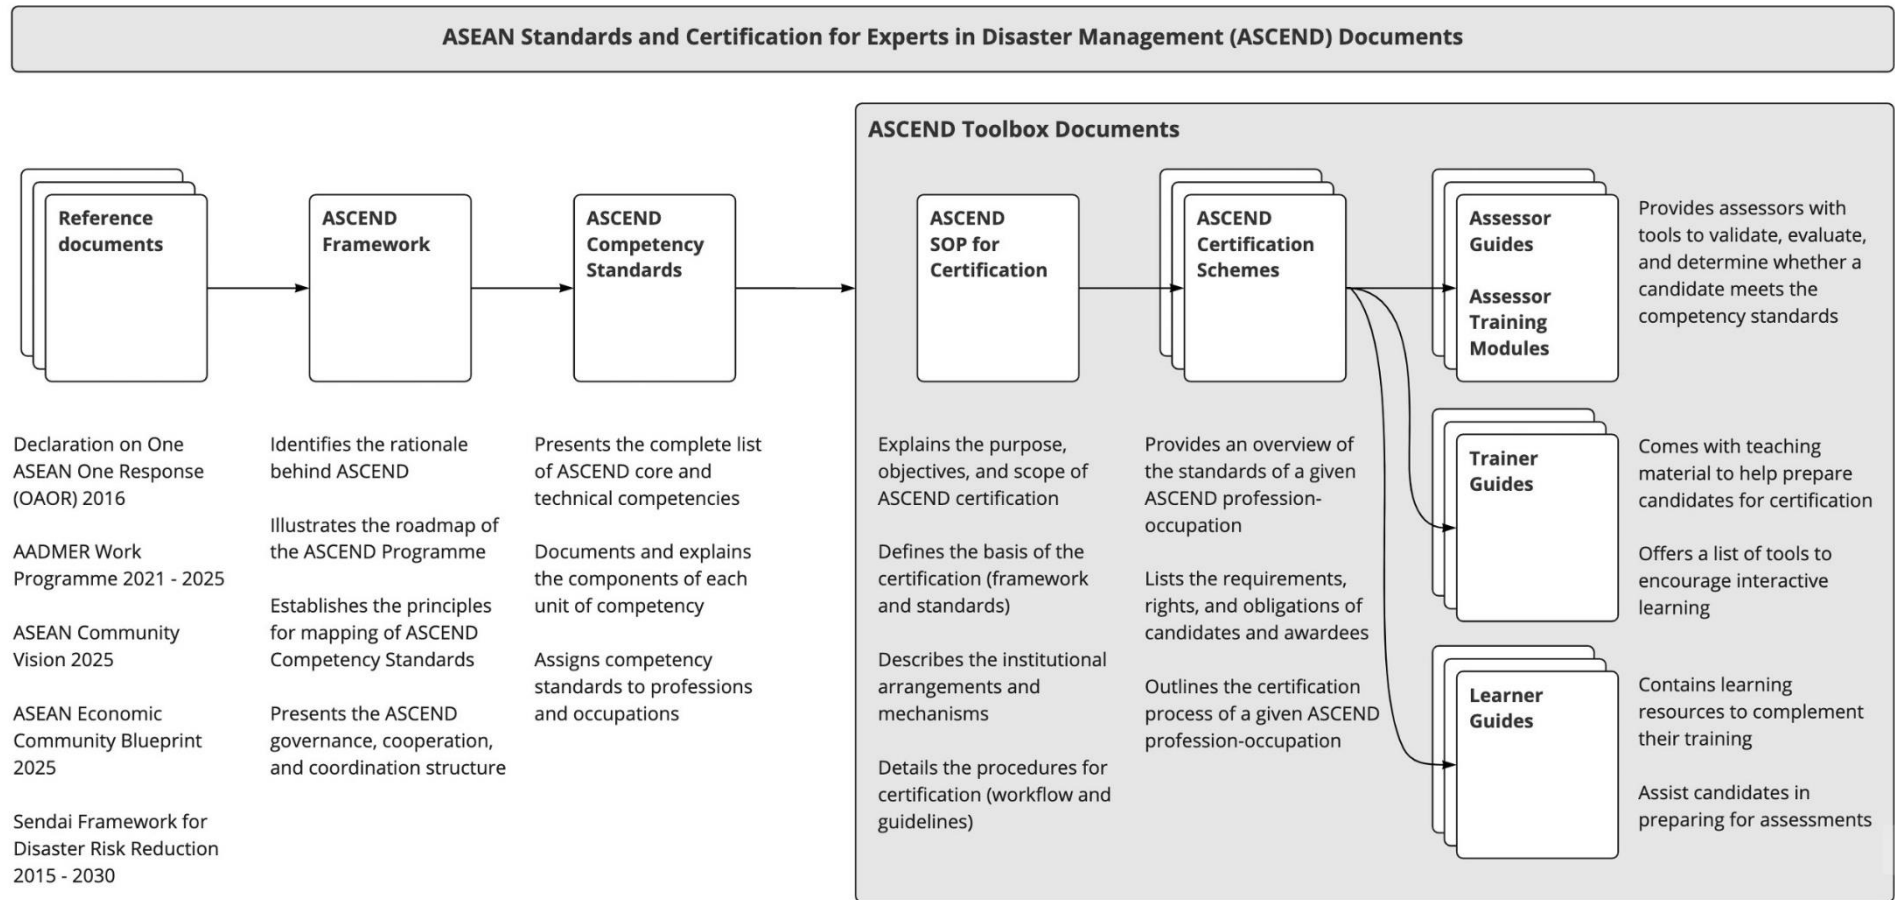 ASEAN Standards and Certification for Experts in Disaster Management (ASCEND) Documents
ASCEND Toolbox Documents
Reference
documents
ASCEND
Framework
ASCEND
Competency
Standards
ASCEND
SOP for
Certification
ASCEND
Certification
Schemes
Assessor
Guides
Assessor
Training
Modules
Provides assessors with
tools to validate, evaluate,
and determine whether a
candidate meets the
competency standards
Declaration on One
ASEAN One Response
(OAOR) 2016
AADMER Work
Programme 2021 - 2025
ASEAN Community
Vision 2025
ASEAN Economic
Community Blueprint
2025
Sendai Framework for
Disaster Risk Reduction
2015 - 2030
Identifies the rationale
behind ASCEND
Illustrates the roadmap of
the ASCEND Programme
Establishes the principles
for mapping of ASCEND
Competency Standards
Presents the ASCEND
governance, cooperation,
and coordination structure
Presents the complete list
of ASCEND core and
technical competencies
Documents and explains
the components of each
unit of competency
Assigns competency
standards to professions
and occupations
Explains the purpose,
objectives, and scope of
ASCEND certification
Defines the basis of the
certification (framework
and standards)
Describes the institutional
arrangements and
mechanisms
Details the procedures for
certification (workflow and
guidelines)
Provides an overview of
the standards of a given
ASCEND profession-
occupation
Lists the requirements,
rights, and obligations of
candidates and awardees
Outlines the certification
process of a given ASCEND
profession-occupation
Trainer
Guides
Comes with teaching
material to help prepare
candidates for certification
Offers a list of tools to
encourage interactive
learning
Learner
Guides
Contains learning
resources to complement
their training
Assist candidates in
preparing for assessments